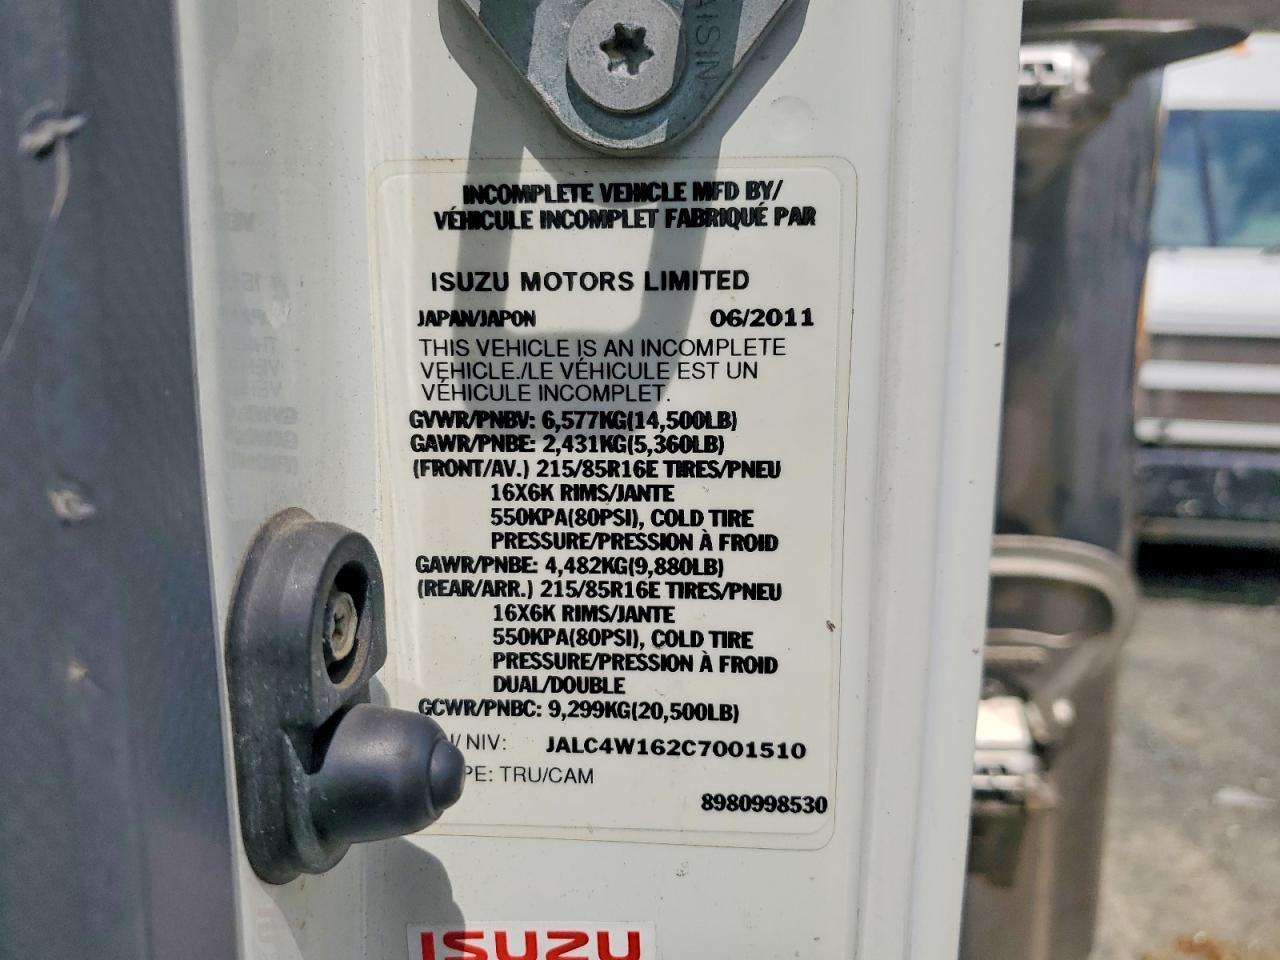 AISIN
INCOMPLETE VEHICLE MFD BY/
VÉHICULE INCOMPLET FABRIQUÉ PAR
ISUZU MOTORS LIMITED
JAPAN/JAPON 06/2011
THIS VEHICLE IS AN INCOMPLETE
VEHICLE./LE VÉHICULE EST UN
VÉHICULE INCOMPLET.
GVWR/PNBV: 6,577KG(14,500LB)
GAWR/PNBE: 2,431KG(5,360LB)
(FRONT/AV.) 215/85R16E TIRES/PNEU
16X6K RIMS/JANTE
550KPA(80PSI), COLD TIRE
PRESSURE/PRESSION À FROID
GAWR/PNBE: 4,482KG(9,880LB)
(REAR/ARR.) 215/85R16E TIRES/PNEU
16X6K RIMS/JANTE
550KPA(80PSI), COLD TIRE
PRESSURE/PRESSION À FROID
DUAL/DOUBLE
GCWR/PNBC: 9,299KG(20,500LB)
/ NIV: JALC4W162C7001510
PE: TRU/CAM
8980998530
ISUZU